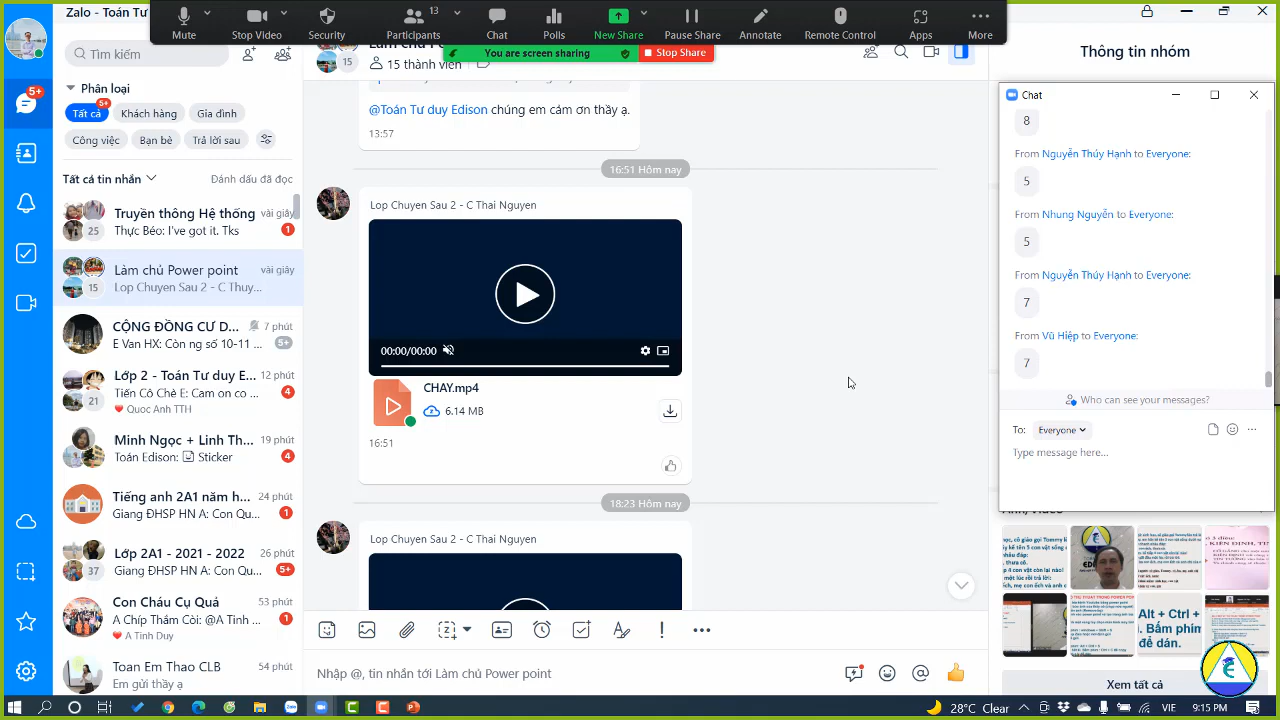 Zalo - Toán Tư
Mute
Stop Video
Security
Participants
13
Chat
Polls
New Share
Pause Share
Annotate
Remote Control
Apps
More
You are screen sharing
Stop Share
Tìm kiếm
Phân loại
Tất cả
5+
Khách hàng
Gia đình
Công việc
Bạn bè
Trả lời sau
Tất cả tin nhắn
Đánh dấu đã đọc
5+
Truyền thông Hệ thống
vài giây
Thực Béo: I've got it. Tks
25
1
Làm chủ Power point
vài giây
Lop Chuyen Sau 2 - C Thuy...
15
CỘNG ĐỒNG CƯ D...
7 phút
E Van HX: Còn ng số 10-11 ...
5+
Lớp 2 - Toán Tư duy E...
12 phút
Tiến Cô Chè E: Cam on co ...
4
21
Quoc Anh TTH
Minh Ngọc + Linh Th...
19 phút
Toán Edison: Sticker
4
Tiếng anh 2A1 năm h...
24 phút
Giang ĐHSP HN A: Con Qu...
1
Lớp 2A1 - 2021 - 2022
26 phút
Giang ĐHSP HN A: Con Qu...
5+
37
Con Cháu Cụ Quà
53 phút
Thanh Tâm Còi: @A Tình ...
1
A Tinh Duy
Toan Em Thao CLB
54 phút
Em gửi thầy ạ
15
15 thành viên
@Toán Tư duy Edison chúng em cảm ơn thầy ạ.
13:57
16:51 Hôm nay
Lop Chuyen Sau 2 - C Thai Nguyen
00:00/00:00
CHAY.mp4
6.14 MB
16:51
18:23 Hôm nay
Lop Chuyen Sau 2 - C Thai Nguyen
Nhập @, tin nhắn tới Làm chủ Power point
Thông tin nhóm
Chat
8
From Nguyễn Thúy Hạnh to Everyone:
5
From Nhung Nguyễn to Everyone:
5
From Nguyễn Thúy Hạnh to Everyone:
7
From Vũ Hiệp to Everyone:
7
Who can see your messages?
To: Everyone
Type message here...
Alt + Ctrl +
Bấm phím
để dán.
Xem tất cả
28°C Clear
VIE
9:15 PM